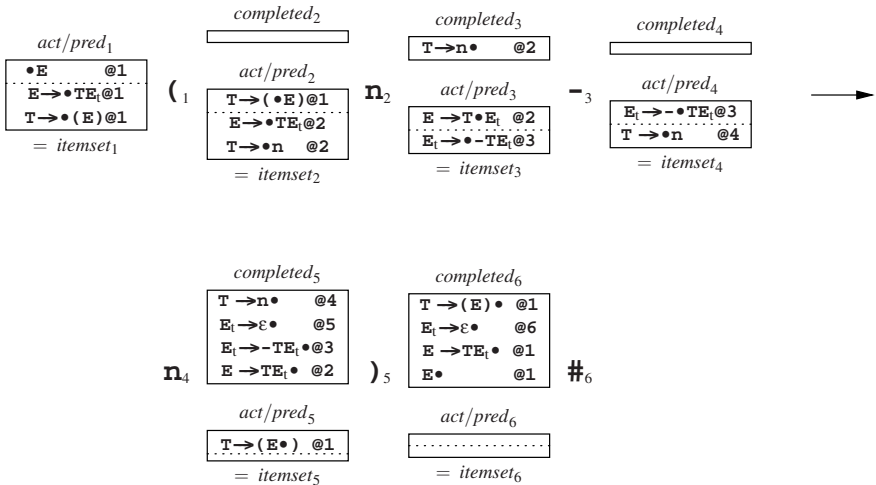 act/pred₁
•E @1
E→•TEₜ@1
T→•(E)@1
= itemset₁
(₁
completed₂
act/pred₂
T→(•E)@1
E→•TEₜ@2
T→•n @2
= itemset₂
n₂
completed₃
T→n• @2
act/pred₃
E →T•Eₜ @2
Eₜ→•-TEₜ@3
= itemset₃
-₃
completed₄
act/pred₄
Eₜ→-•TEₜ@3
T →•n @4
= itemset₄
n₄
completed₅
T →n• @4
Eₜ→ε• @5
Eₜ→-TEₜ•@3
E →TEₜ• @2
act/pred₅
T→(E•) @1
= itemset₅
)₅
completed₆
T →(E)• @1
Eₜ→ε• @6
E →TEₜ• @1
E• @1
act/pred₆
= itemset₆
#₆